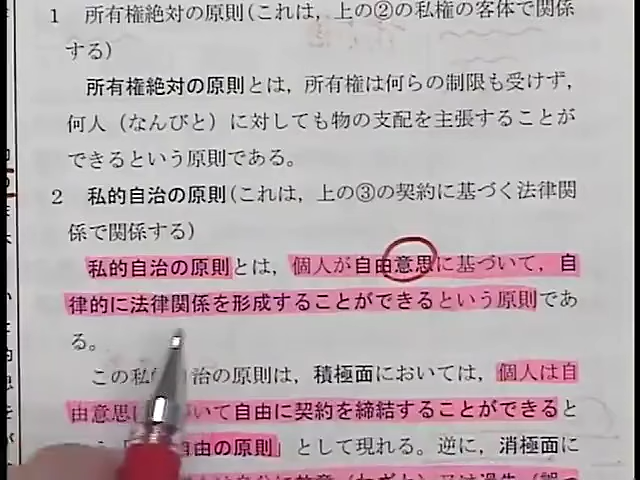 1 所有権絶対の原則(これは,上の②の私権の客体で関係
する)
所有権絶対の原則とは,所有権は何らの制限も受けず,
何人(なんびと)に対しても物の支配を主張することが
できるという原則である。
2 私的自治の原則(これは,上の③の契約に基づく法律関
係で関係する)
私的自治の原則とは,個人が自由意思に基づいて,自
律的に法律関係を形成することができるという原則であ
る。
この私 治の原則は,積極面においては,個人は自
由意思 いて自由に契約を締結することができると
自由の原則」として現れる。逆に,消極面に